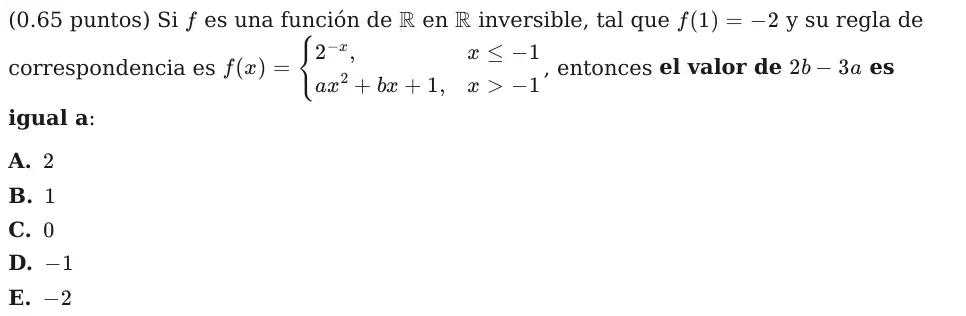 (0.65 puntos) Si f es una función de ℝ en ℝ inversible, tal que f(1) = −2 y su regla de
correspondencia es f(x) = { 2^{−x}, x ≤ −1
ax² + bx + 1, x > −1 , entonces el valor de 2b − 3a es
igual a:
A. 2
B. 1
C. 0
D. −1
E. −2